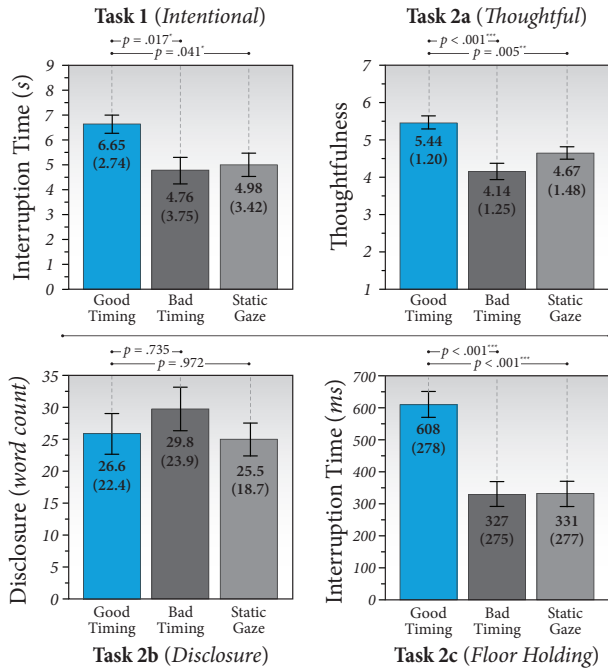 Task 1 (Intentional)
p = .017*
p = .041*
Interruption Time (s)
9
8
7
6
5
4
3
2
1
0
6.65
(2.74)
4.76
(3.75)
4.98
(3.42)
Good Timing
Bad Timing
Static Gaze
Task 2a (Thoughtful)
p < .001***
p = .005**
Thoughtfulness
7
6
5
4
3
2
1
5.44
(1.20)
4.14
(1.25)
4.67
(1.48)
Good Timing
Bad Timing
Static Gaze
p = .735
p = .972
Disclosure (word count)
35
30
25
20
15
10
5
0
26.6
(22.4)
29.8
(23.9)
25.5
(18.7)
Good Timing
Bad Timing
Static Gaze
Task 2b (Disclosure)
p < .001***
p < .001***
Interruption Time (ms)
700
600
500
400
300
200
100
0
608
(278)
327
(275)
331
(277)
Good Timing
Bad Timing
Static Gaze
Task 2c (Floor Holding)